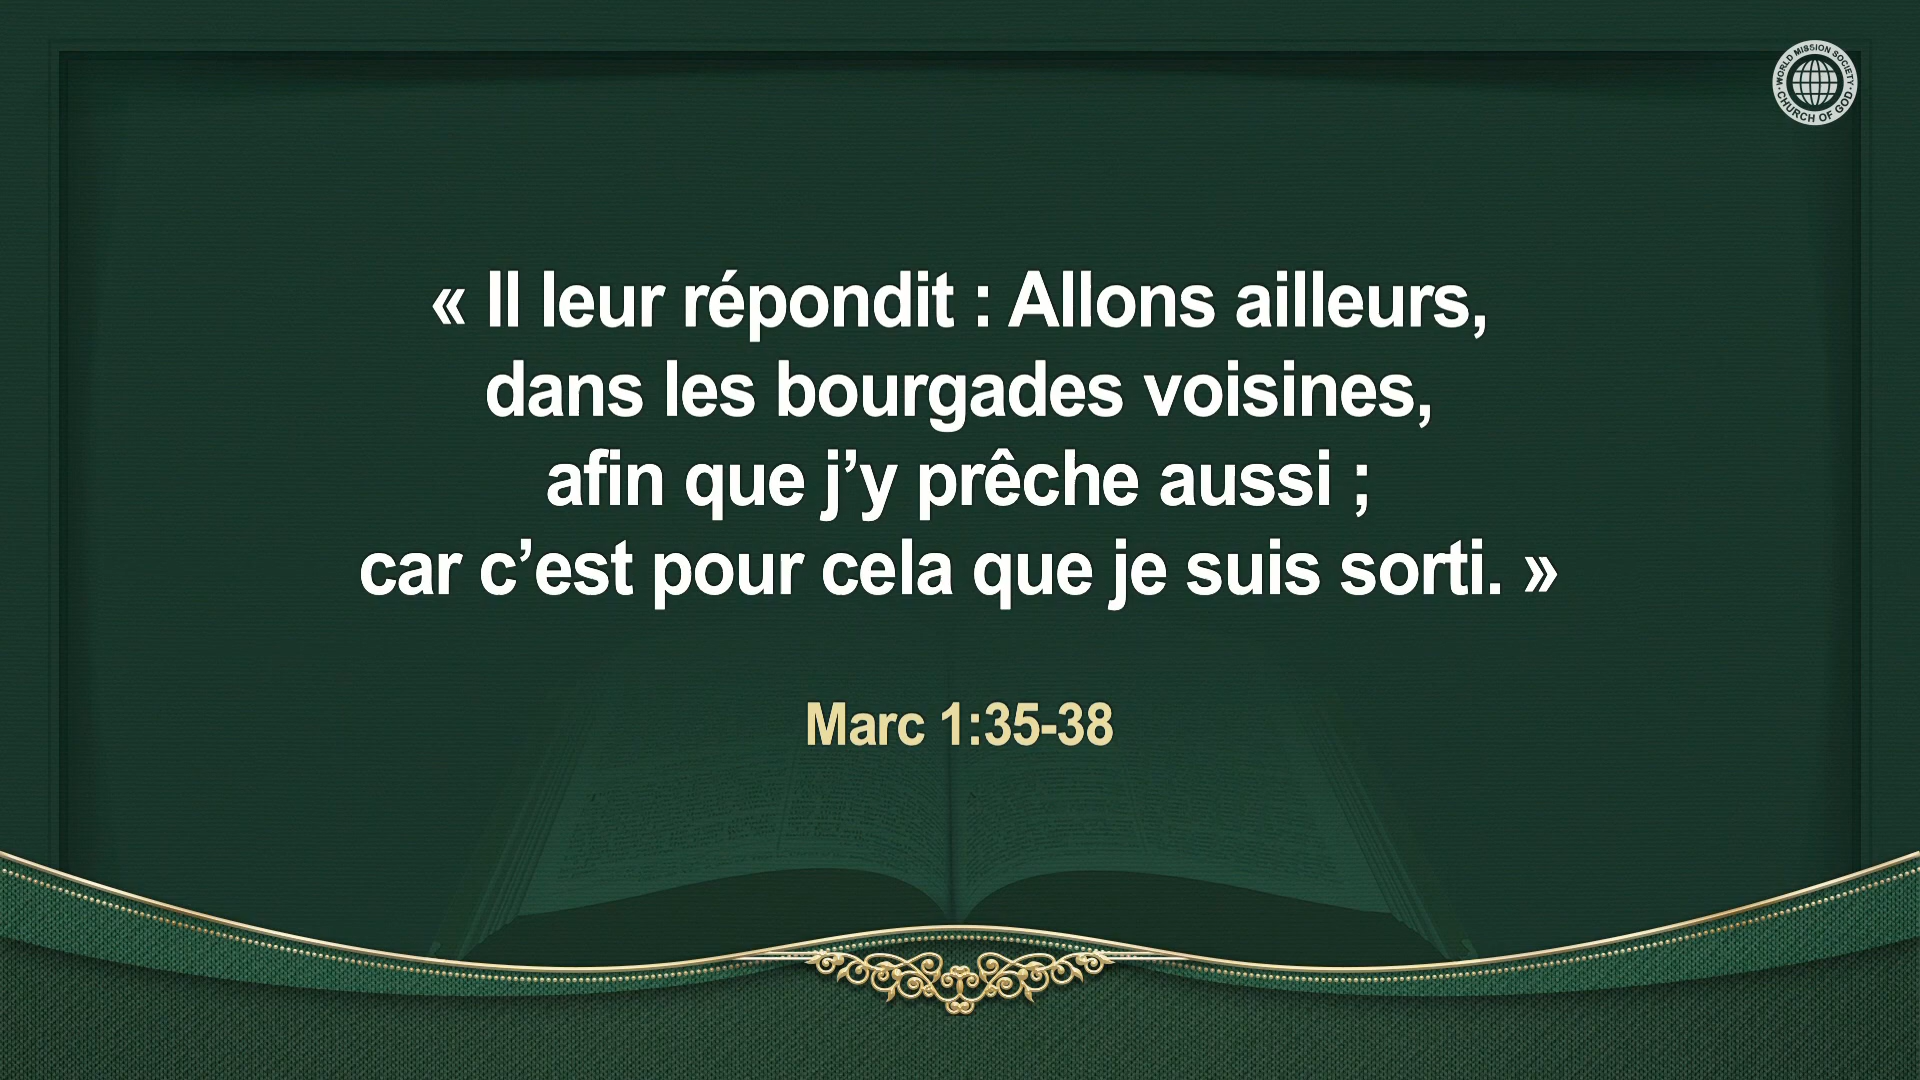 WORLD MISSION SOCIETY
CHURCH OF GOD
« Il leur répondit : Allons ailleurs,
dans les bourgades voisines,
afin que j’y prêche aussi ;
car c’est pour cela que je suis sorti. »
Marc 1:35-38